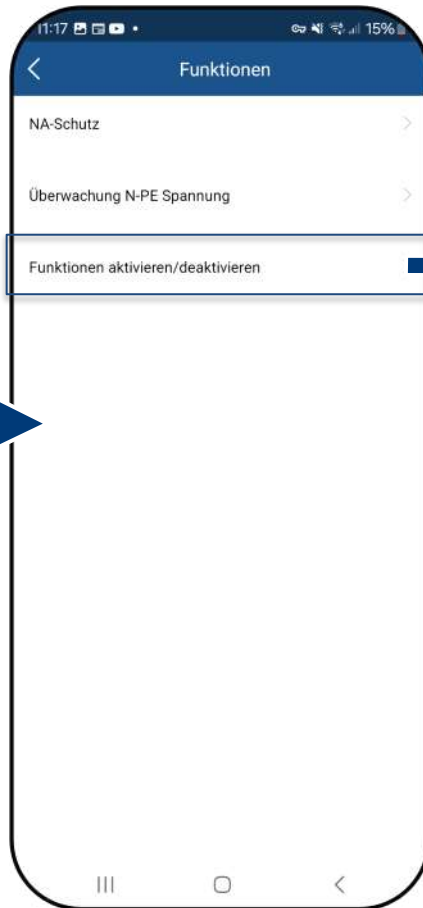 11:17 15%
Funktionen
NA-Schutz
Überwachung N-PE Spannung
Funktionen aktivieren/deaktivieren